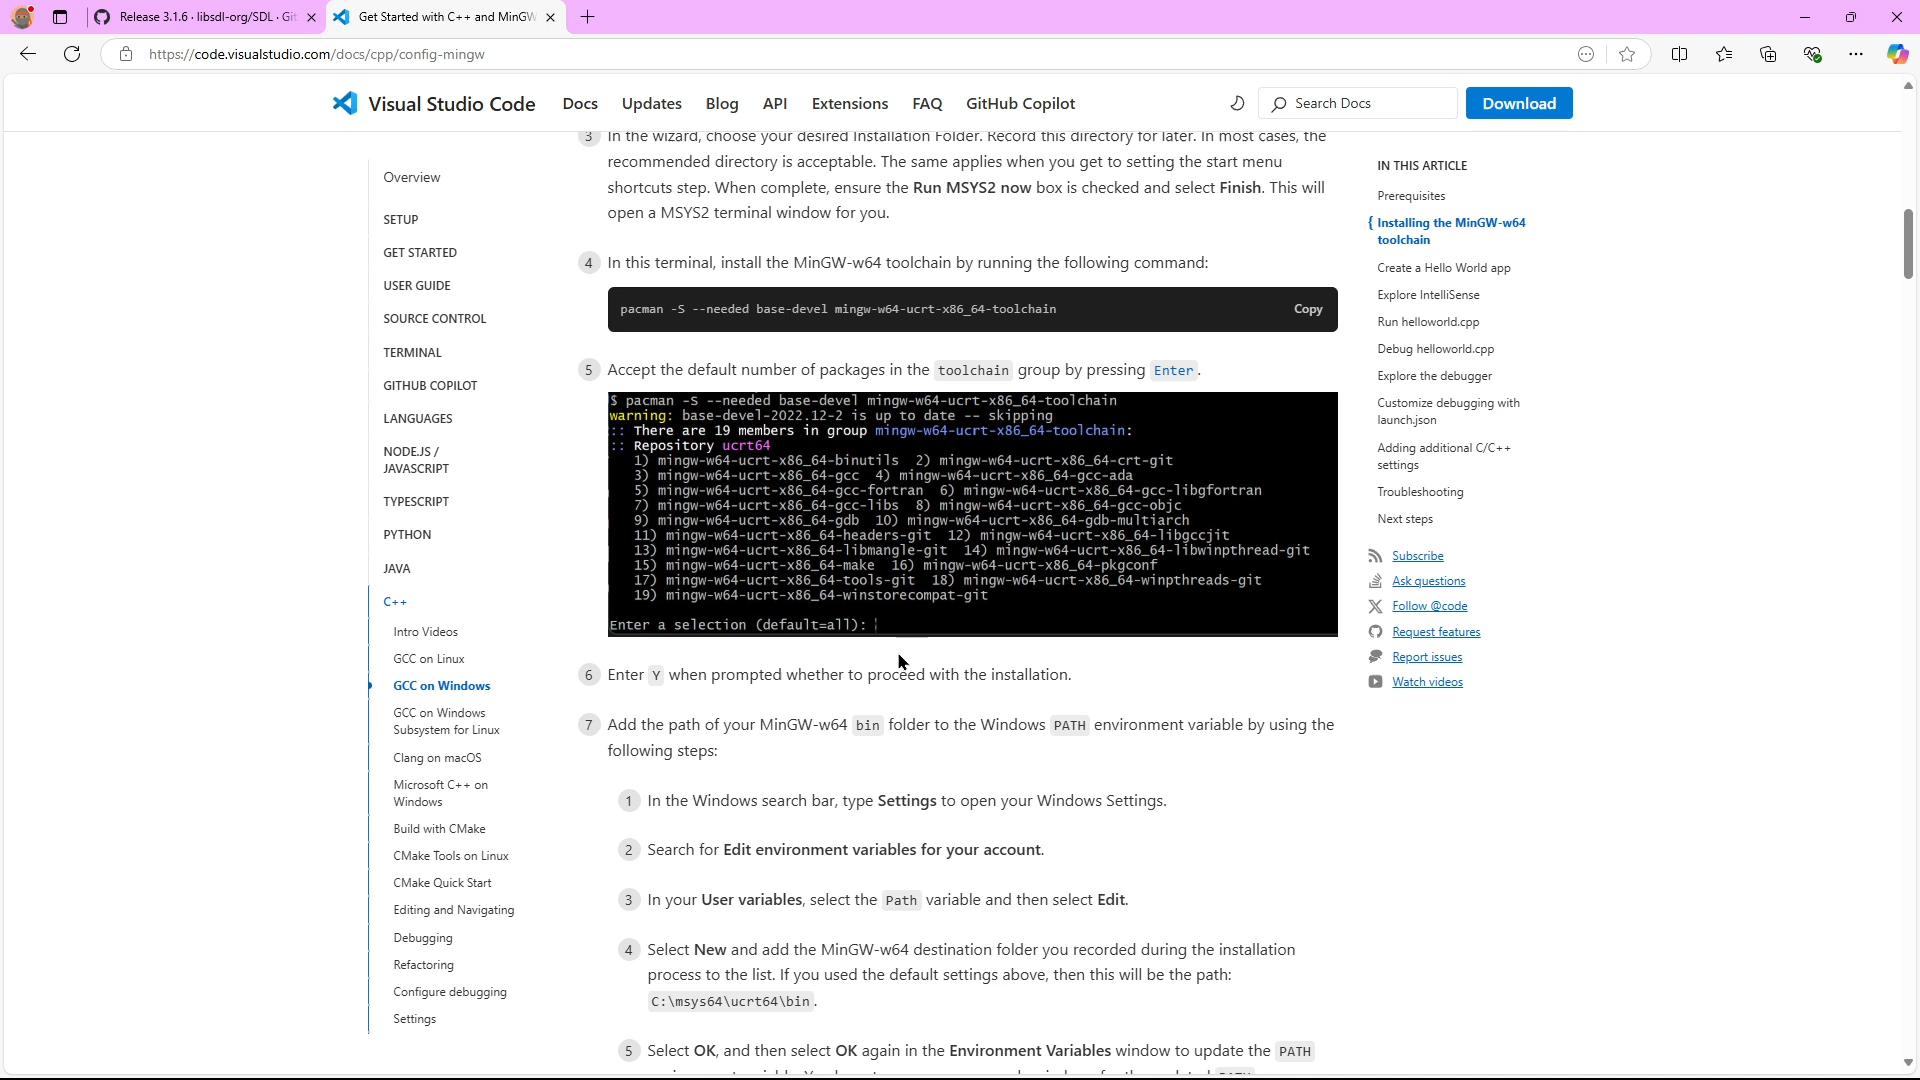 Release 3.1.6 · libsdl-org/SDL · Git
Get Started with C++ and MinGW
https://code.visualstudio.com/docs/cpp/config-mingw
Visual Studio Code
Docs
Updates
Blog
API
Extensions
FAQ
GitHub Copilot
Search Docs
Download
Overview
SETUP
GET STARTED
USER GUIDE
SOURCE CONTROL
TERMINAL
GITHUB COPILOT
LANGUAGES
NODE.JS /
JAVASCRIPT
TYPESCRIPT
PYTHON
JAVA
C++
Intro Videos
GCC on Linux
GCC on Windows
GCC on Windows
Subsystem for Linux
Clang on macOS
Microsoft C++ on
Windows
Build with CMake
CMake Tools on Linux
CMake Quick Start
Editing and Navigating
Debugging
Refactoring
Configure debugging
Settings
3 In the wizard, choose your desired Installation Folder. Record this directory for later. In most cases, the
recommended directory is acceptable. The same applies when you get to setting the start menu
shortcuts step. When complete, ensure the Run MSYS2 now box is checked and select Finish. This will
open a MSYS2 terminal window for you.
4 In this terminal, install the MinGW-w64 toolchain by running the following command:
pacman -S --needed base-devel mingw-w64-ucrt-x86_64-toolchain
Copy
5 Accept the default number of packages in the toolchain group by pressing Enter.
$ pacman -S --needed base-devel mingw-w64-ucrt-x86_64-toolchain
warning: base-devel-2022.12-2 is up to date -- skipping
:: There are 19 members in group mingw-w64-ucrt-x86_64-toolchain:
:: Repository ucrt64
1) mingw-w64-ucrt-x86_64-binutils 2) mingw-w64-ucrt-x86_64-crt-git
3) mingw-w64-ucrt-x86_64-gcc 4) mingw-w64-ucrt-x86_64-gcc-ada
5) mingw-w64-ucrt-x86_64-gcc-fortran 6) mingw-w64-ucrt-x86_64-gcc-libgfortran
7) mingw-w64-ucrt-x86_64-gcc-libs 8) mingw-w64-ucrt-x86_64-gcc-objc
9) mingw-w64-ucrt-x86_64-gdb 10) mingw-w64-ucrt-x86_64-gdb-multiarch
11) mingw-w64-ucrt-x86_64-headers-git 12) mingw-w64-ucrt-x86_64-libgccjit
13) mingw-w64-ucrt-x86_64-libmangle-git 14) mingw-w64-ucrt-x86_64-libwinpthread-git
15) mingw-w64-ucrt-x86_64-make 16) mingw-w64-ucrt-x86_64-pkgconf
17) mingw-w64-ucrt-x86_64-tools-git 18) mingw-w64-ucrt-x86_64-winpthreads-git
19) mingw-w64-ucrt-x86_64-winstorecompat-git
Enter a selection (default=all):
6 Enter Y when prompted whether to proceed with the installation.
7 Add the path of your MinGW-w64 bin folder to the Windows PATH environment variable by using the
following steps:
1 In the Windows search bar, type Settings to open your Windows Settings.
2 Search for Edit environment variables for your account.
3 In your User variables, select the Path variable and then select Edit.
4 Select New and add the MinGW-w64 destination folder you recorded during the installation
process to the list. If you used the default settings above, then this will be the path:
C:\msys64\ucrt64\bin.
5 Select OK, and then select OK again in the Environment Variables window to update the PATH
IN THIS ARTICLE
Prerequisites
{ Installing the MinGW-w64
toolchain
Create a Hello World app
Explore IntelliSense
Run helloworld.cpp
Debug helloworld.cpp
Explore the debugger
Customize debugging with
launch.json
Adding additional C/C++
settings
Troubleshooting
Next steps
Subscribe
Ask questions
Follow @code
Request features
Report issues
Watch videos